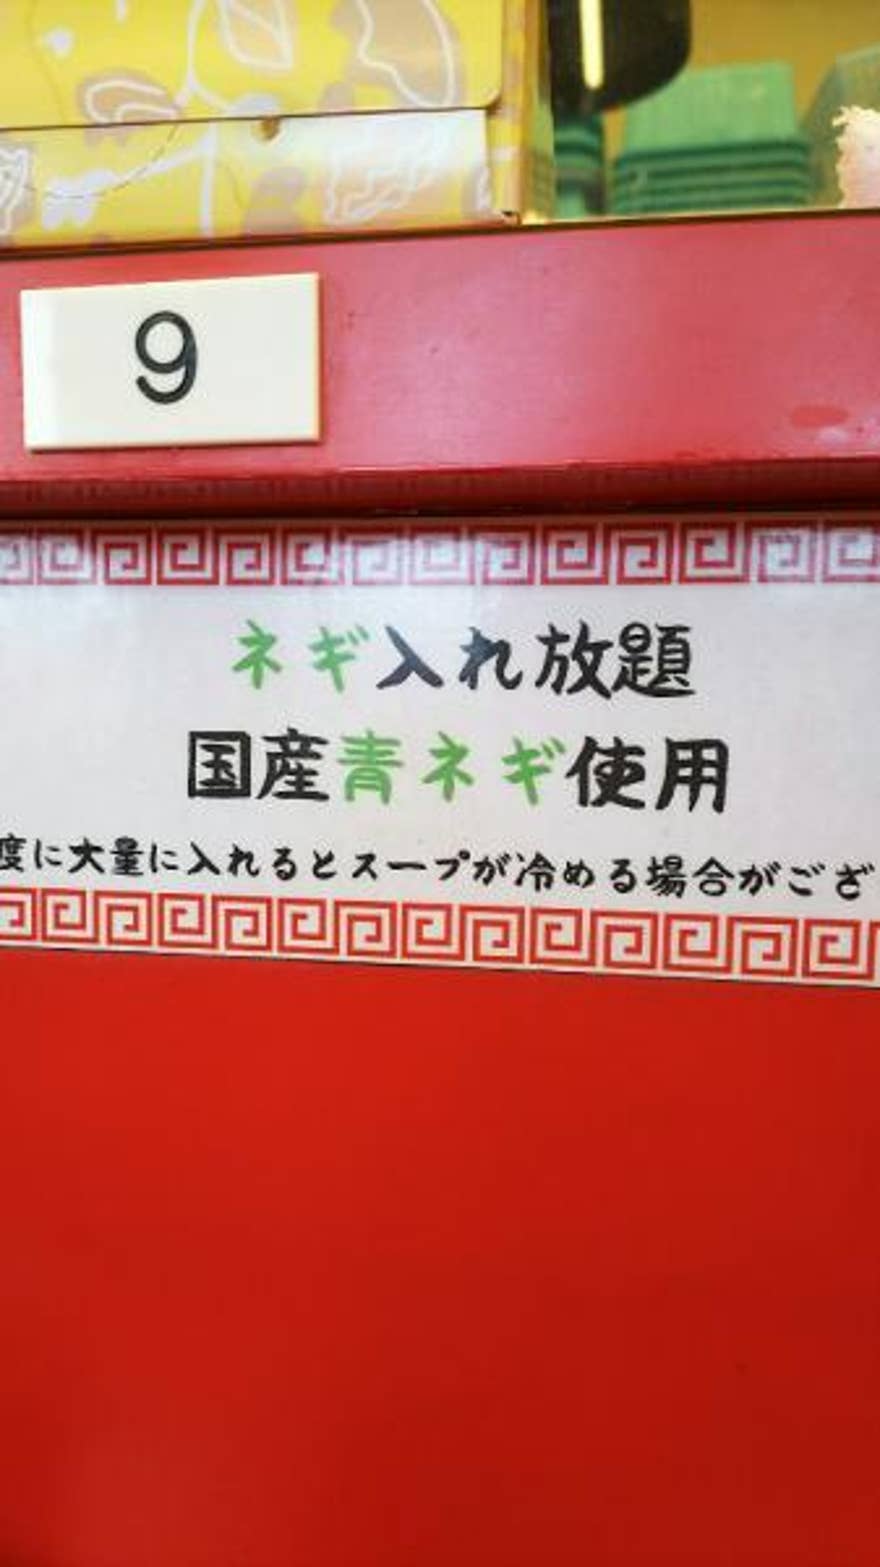 9
ネギ入れ放題
国産青ネギ使用
度に大量に入れるとスープが冷める場合がござ